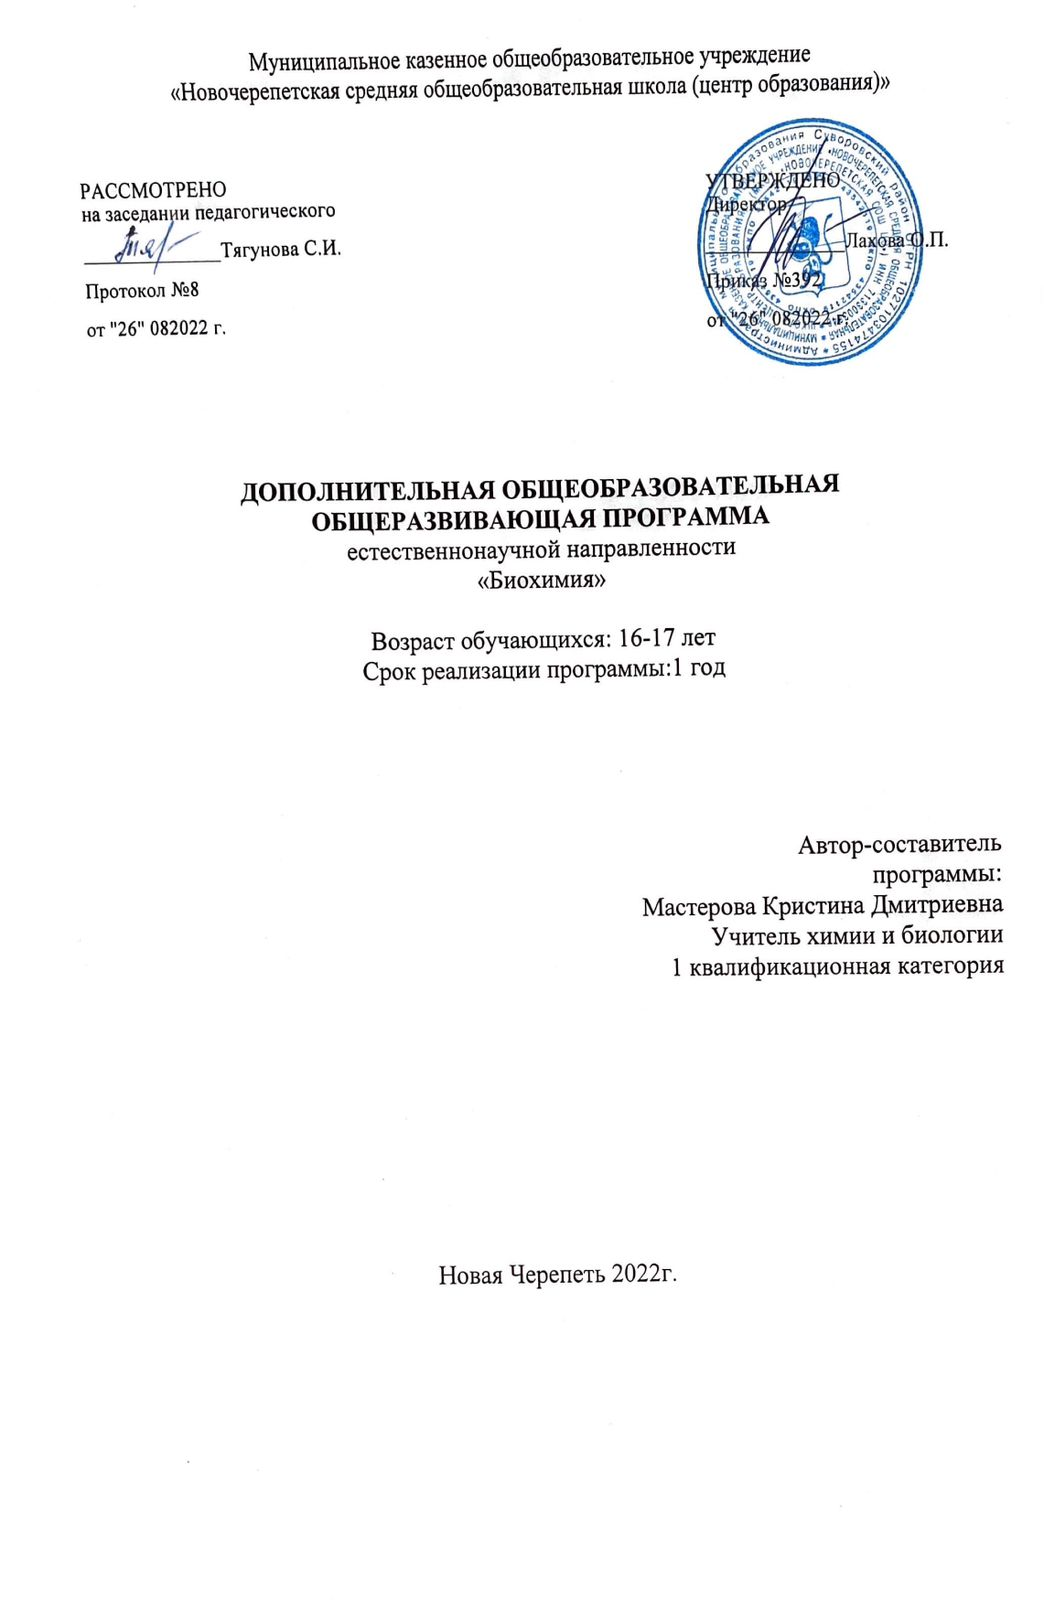 Муниципальное казенное общеобразовательное учреждение
«Новочерепетская средняя общеобразовательная школа (центр образования)»
РАССМОТРЕНО
на заседании педагогического
Тягунова С.И.
Протокол №8
от "26" 082022 г.
УТВЕРЖДЕНО
Директор
Лахова О.П.
Приказ №392
от "26" 082022 г.
ДОПОЛНИТЕЛЬНАЯ ОБЩЕОБРАЗОВАТЕЛЬНАЯ
ОБЩЕРАЗВИВАЮЩАЯ ПРОГРАММА
естественнонаучной направленности
«Биохимия»
Возраст обучающихся: 16-17 лет
Срок реализации программы:1 год
Автор-составитель
программы:
Мастерова Кристина Дмитриевна
Учитель химии и биологии
1 квалификационная категория
Новая Черепеть 2022г.